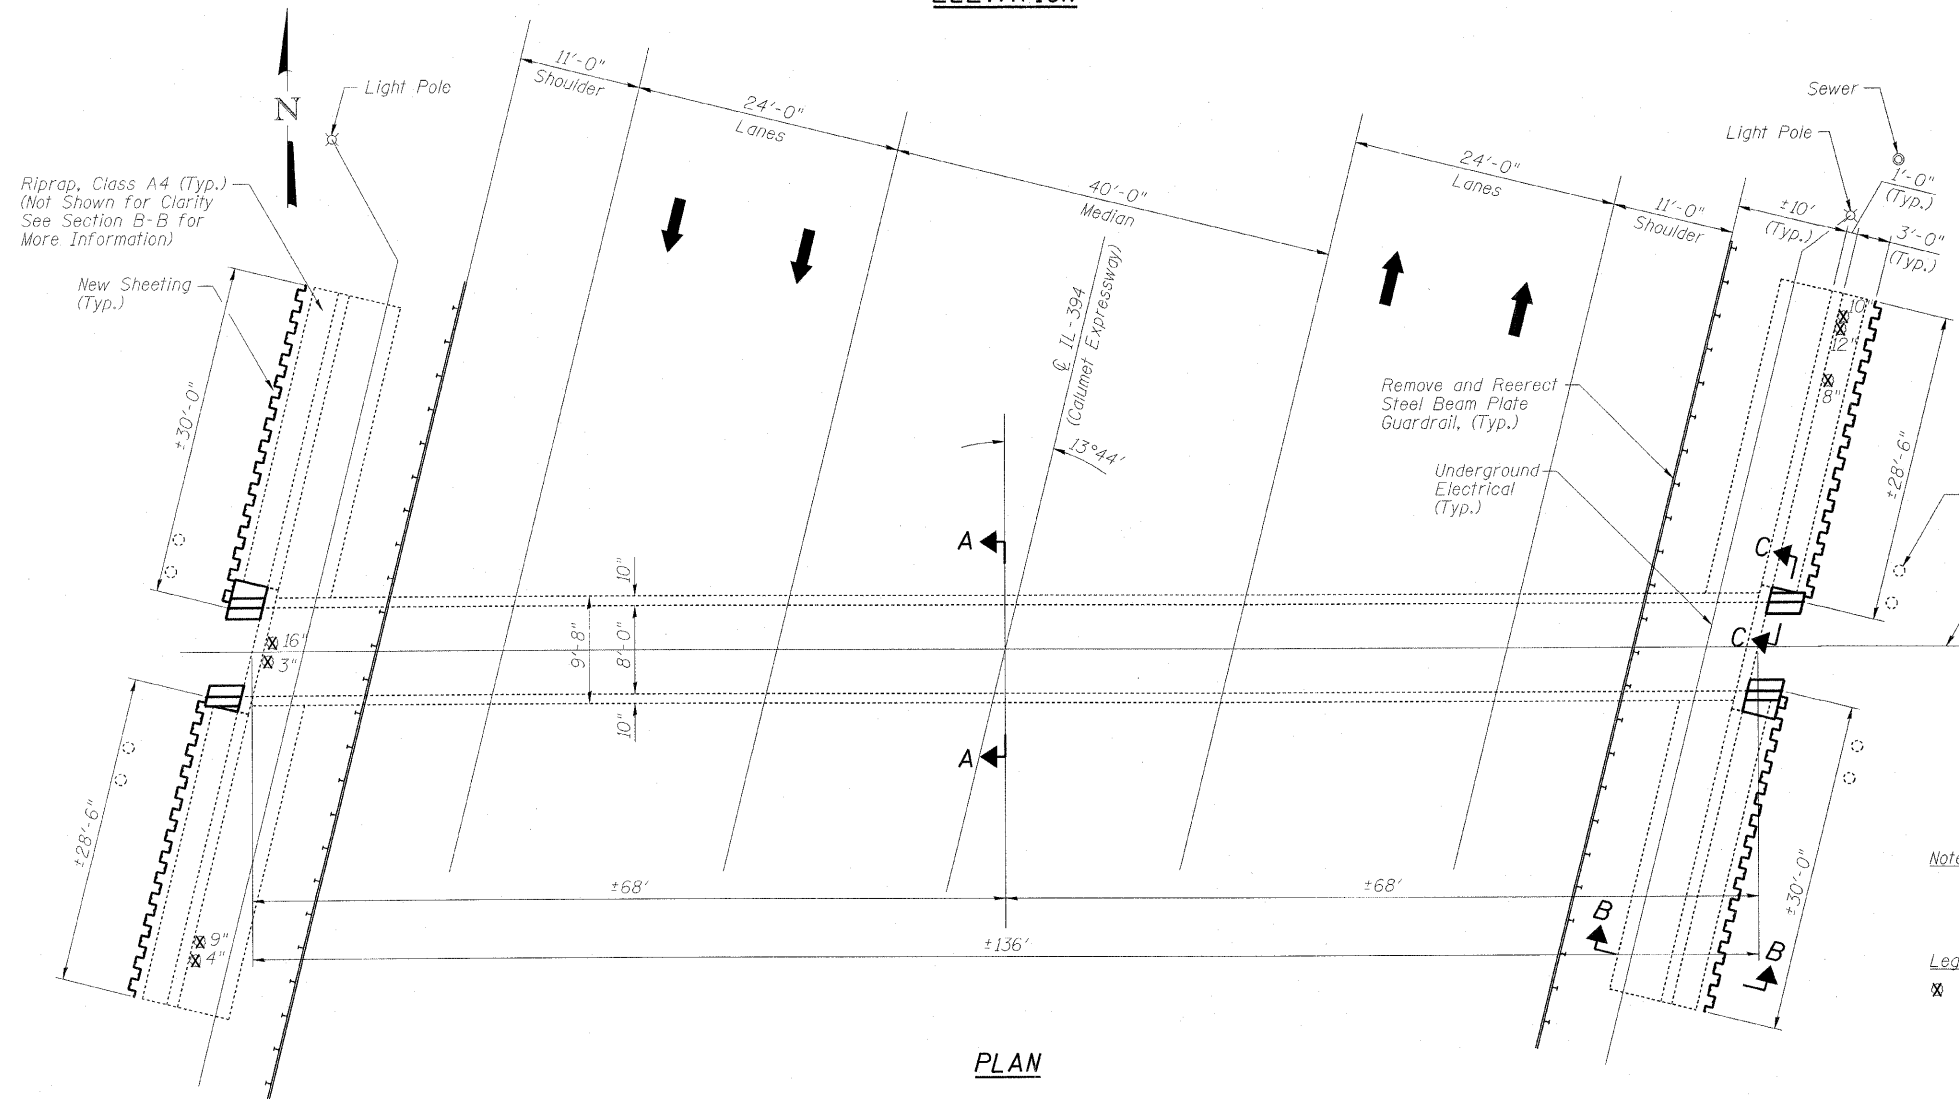 N
Light Pole
Riprap, Class A4 (Typ.)
(Not Shown for Clarity
See Section B-B for
More Information)
New Sheeting
(Typ.)
11'-0"
Shoulder
24'-0"
Lanes
40'-0"
Median
24'-0"
Lanes
11'-0"
Shoulder
±10'
(Typ.)
1'-0"
(Typ.)
3'-0"
(Typ.)
Sewer
Light Pole
℄ IL-394
(Calumet Expressway)
13°44'
Remove and Reerect
Steel Beam Plate
Guardrail, (Typ.)
Underground
Electrical
(Typ.)
10"
12"
8"
±30'-0"
±28'-6"
A
C
C
10"
9'-8"
8'-0"
10"
16"
3"
A
±28'-6"
±30'-0"
9"
4"
±68'
±68'
±136'
B
B
PLAN